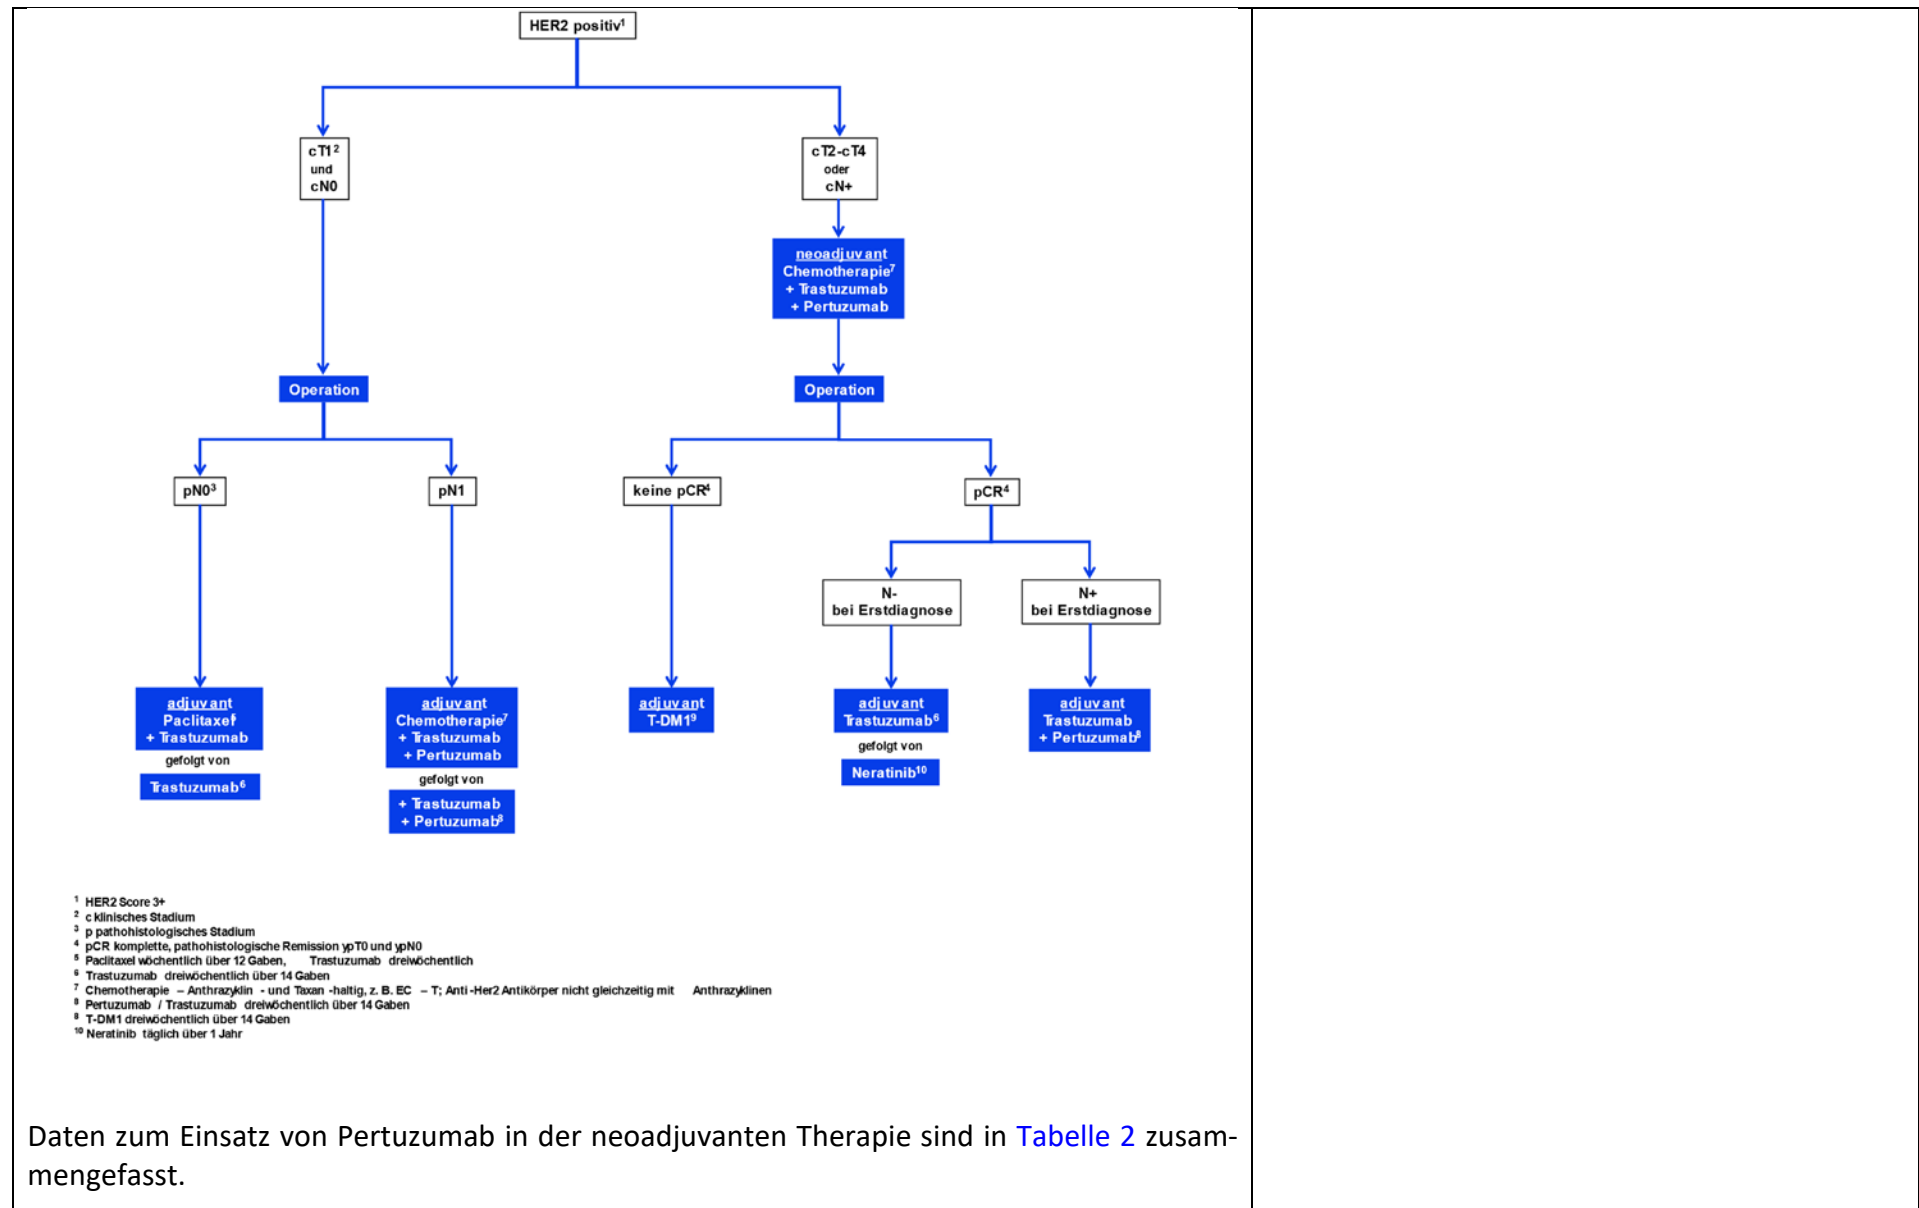 HER2 positiv¹
cT1²
und
cN0
cT2-cT4
oder
cN+
neoadjuvant
Chemotherapie⁷
+ Trastuzumab
+ Pertuzumab
Operation
Operation
pN0³
pN1
keine pCR⁴
pCR⁴
N-
bei Erstdiagnose
N+
bei Erstdiagnose
adjuvant
Paclitaxel
+ Trastuzumab
gefolgt von
Trastuzumab⁶
adjuvant
Chemotherapie⁷
+ Trastuzumab
+ Pertuzumab
gefolgt von
+ Trastuzumab
+ Pertuzumab⁸
adjuvant
T-DM1⁹
adjuvant
Trastuzumab⁶
gefolgt von
Neratinib¹⁰
adjuvant
Trastuzumab
+ Pertuzumab⁸
¹ HER2 Score 3+
² c klinisches Stadium
³ p pathohistologisches Stadium
⁴ pCR komplette, pathohistologische Remission ypT0 und ypN0
⁵ Paclitaxel wöchentlich über 12 Gaben, Trastuzumab dreiwöchentlich
⁶ Trastuzumab dreiwöchentlich über 14 Gaben
⁷ Chemotherapie – Anthrazyklin - und Taxan -haltig, z. B. EC – T; Anti -Her2 Antikörper nicht gleichzeitig mit Anthrazyklinen
⁸ Pertuzumab / Trastuzumab dreiwöchentlich über 14 Gaben
⁹ T-DM1 dreiwöchentlich über 14 Gaben
¹⁰ Neratinib täglich über 1 Jahr
Daten zum Einsatz von Pertuzumab in der neoadjuvanten Therapie sind in Tabelle 2 zusam-
mengefasst.